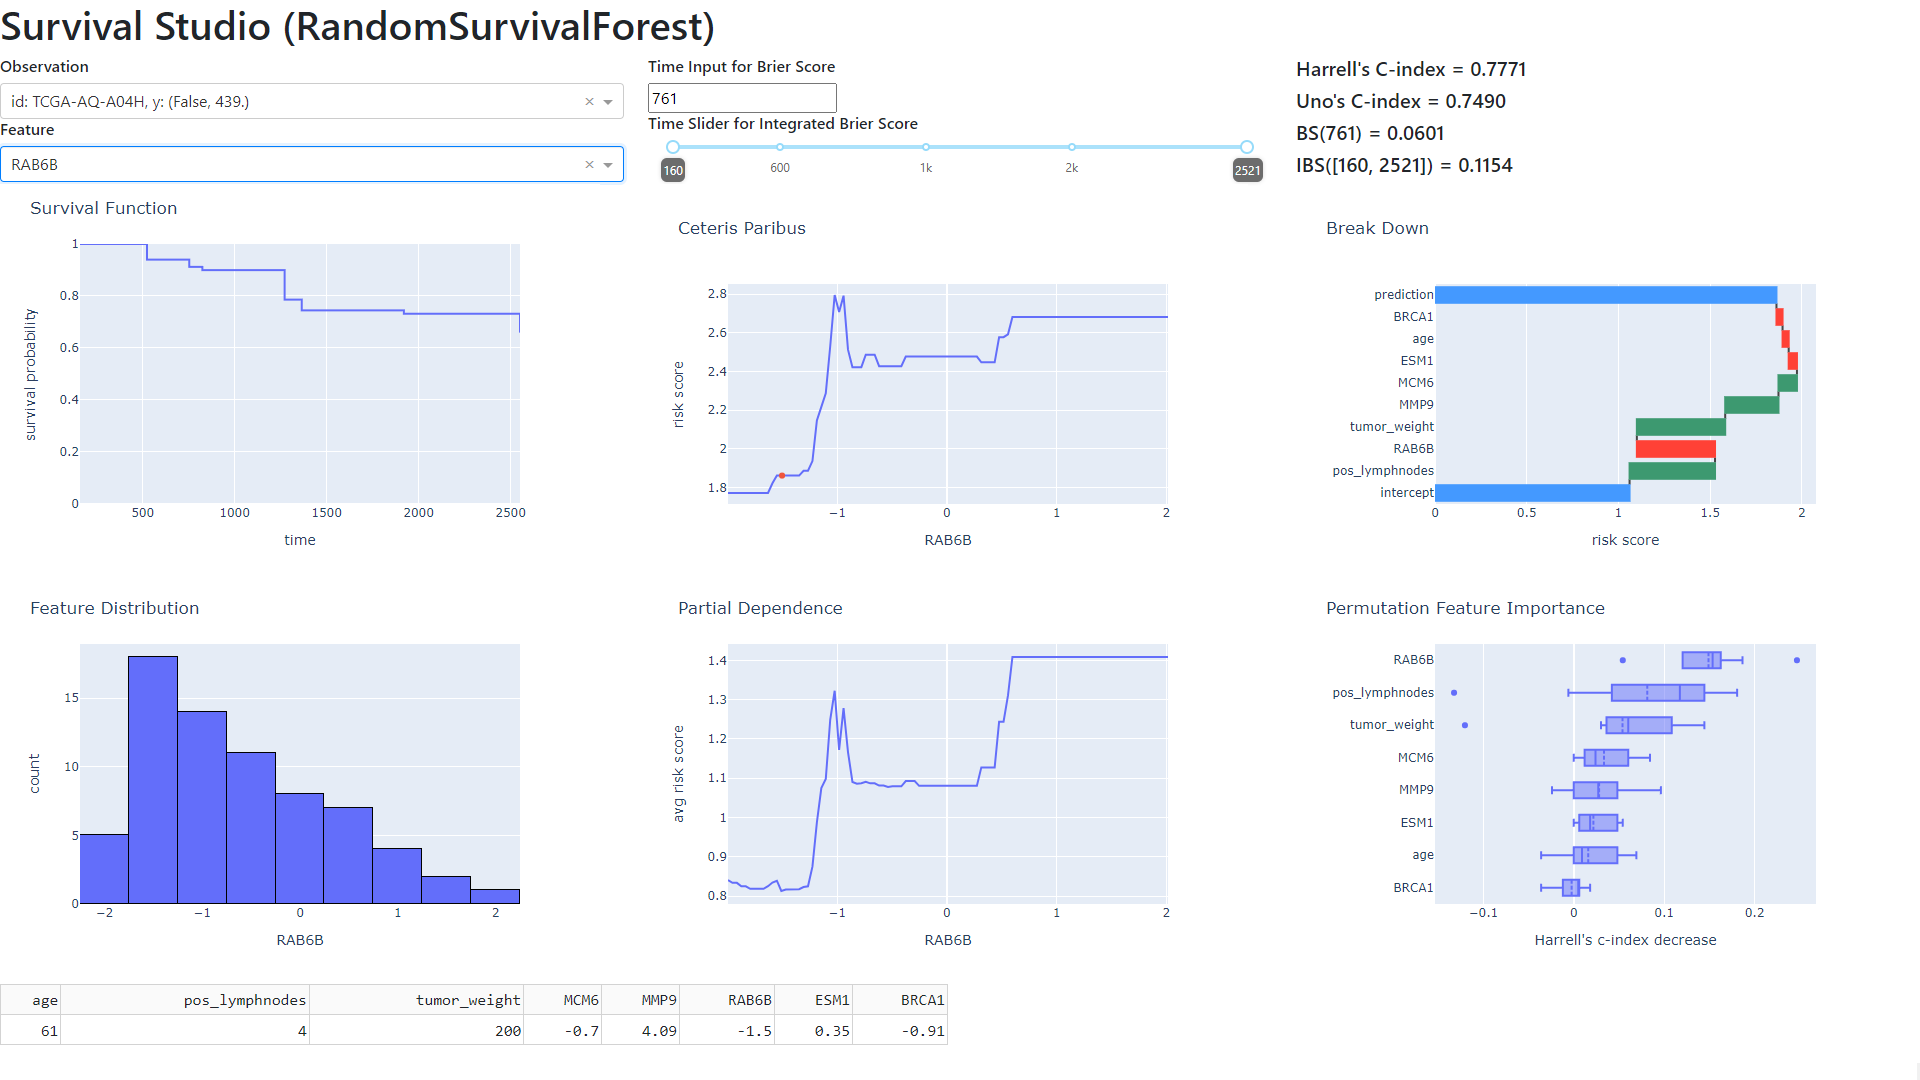 Survival Studio (RandomSurvivalForest)
Observation
id: TCGA-AQ-A04H, y: (False, 439.)
Feature
RAB6B
Time Input for Brier Score
761
Time Slider for Integrated Brier Score
160 600 1k 2k 2521
Harrell's C-index = 0.7771
Uno's C-index = 0.7490
BS(761) = 0.0601
IBS([160, 2521]) = 0.1154
Survival Function
1
0.8
0.6
0.4
0.2
0
survival probability
500 1000 1500 2000 2500
time
Ceteris Paribus
2.8
2.6
2.4
2.2
2
1.8
risk score
−1 0 1 2
RAB6B
Break Down
prediction
BRCA1
age
ESM1
MCM6
MMP9
tumor_weight
RAB6B
pos_lymphnodes
intercept
0 0.5 1 1.5 2
risk score
Feature Distribution
15
10
5
0
count
−2 −1 0 1 2
RAB6B
Partial Dependence
1.4
1.3
1.2
1.1
1
0.9
0.8
avg risk score
−1 0 1 2
RAB6B
Permutation Feature Importance
RAB6B
pos_lymphnodes
tumor_weight
MCM6
MMP9
ESM1
age
BRCA1
−0.1 0 0.1 0.2
Harrell's c-index decrease
age pos_lymphnodes tumor_weight MCM6 MMP9 RAB6B ESM1 BRCA1
61 4 200 -0.7 4.09 -1.5 0.35 -0.91